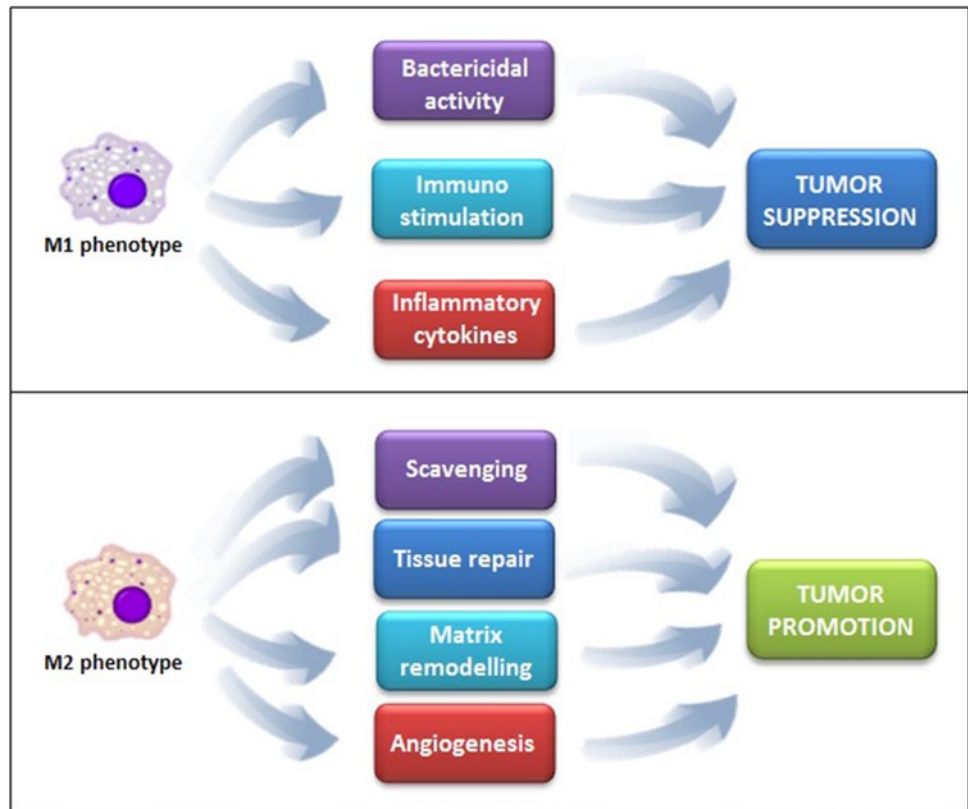 Bactericidal
activity
Immuno
stimulation
Inflammatory
cytokines
M1 phenotype
TUMOR
SUPPRESSION
Scavenging
Tissue repair
Matrix
remodelling
Angiogenesis
M2 phenotype
TUMOR
PROMOTION